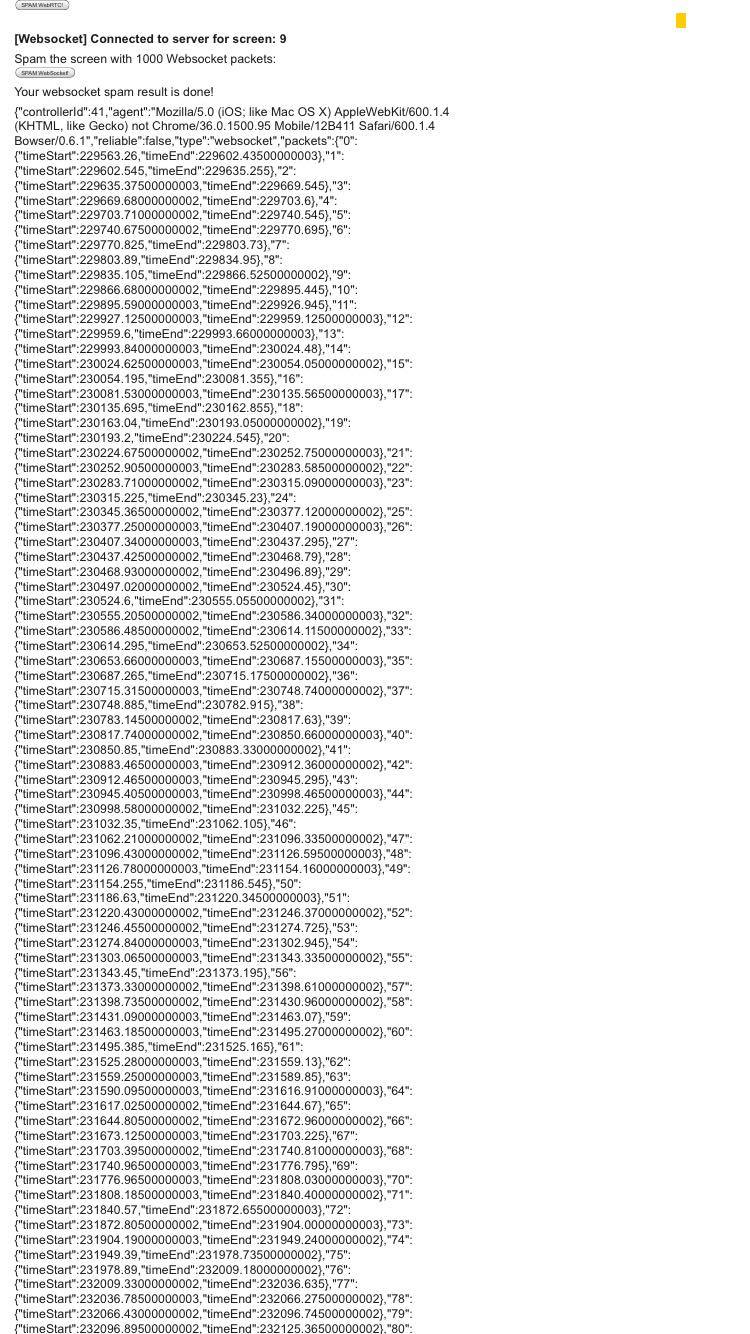 SPAM WebRTC!
[Websocket] Connected to server for screen: 9
Spam the screen with 1000 Websocket packets:
SPAM WebSocket!
Your websocket spam result is done!
{"controllerId":41,"agent":"Mozilla/5.0 (iOS; like Mac OS X) AppleWebKit/600.1.4
(KHTML, like Gecko) not Chrome/36.0.1500.95 Mobile/12B411 Safari/600.1.4
Bowser/0.6.1","reliable":false,"type":"websocket","packets":{"0":
{"timeStart":229563.26,"timeEnd":229602.43500000003},"1":
{"timeStart":229602.545,"timeEnd":229635.255},"2":
{"timeStart":229635.37500000003,"timeEnd":229669.545},"3":
{"timeStart":229669.68000000002,"timeEnd":229703.6},"4":
{"timeStart":229703.71000000002,"timeEnd":229740.545},"5":
{"timeStart":229740.67500000002,"timeEnd":229770.695},"6":
{"timeStart":229770.825,"timeEnd":229803.73},"7":
{"timeStart":229803.89,"timeEnd":229834.95},"8":
{"timeStart":229835.105,"timeEnd":229866.52500000002},"9":
{"timeStart":229866.68000000002,"timeEnd":229895.445},"10":
{"timeStart":229895.59000000003,"timeEnd":229926.945},"11":
{"timeStart":229927.12500000003,"timeEnd":229959.12500000003},"12":
{"timeStart":229959.6,"timeEnd":229993.66000000003},"13":
{"timeStart":229993.84000000003,"timeEnd":230024.48},"14":
{"timeStart":230024.62500000003,"timeEnd":230054.05000000002},"15":
{"timeStart":230054.195,"timeEnd":230081.355},"16":
{"timeStart":230081.53000000003,"timeEnd":230135.56500000003},"17":
{"timeStart":230135.695,"timeEnd":230162.855},"18":
{"timeStart":230163.04,"timeEnd":230193.05000000002},"19":
{"timeStart":230193.2,"timeEnd":230224.545},"20":
{"timeStart":230224.67500000002,"timeEnd":230252.75000000003},"21":
{"timeStart":230252.90500000003,"timeEnd":230283.58500000002},"22":
{"timeStart":230283.71000000002,"timeEnd":230315.09000000003},"23":
{"timeStart":230315.225,"timeEnd":230345.23},"24":
{"timeStart":230345.36500000002,"timeEnd":230377.12000000002},"25":
{"timeStart":230377.25000000003,"timeEnd":230407.19000000003},"26":
{"timeStart":230407.34000000003,"timeEnd":230437.295},"27":
{"timeStart":230437.42500000002,"timeEnd":230468.79},"28":
{"timeStart":230468.93000000002,"timeEnd":230496.89},"29":
{"timeStart":230497.02000000002,"timeEnd":230524.45},"30":
{"timeStart":230524.6,"timeEnd":230555.05500000002},"31":
{"timeStart":230555.20500000002,"timeEnd":230586.34000000003},"32":
{"timeStart":230586.48500000002,"timeEnd":230614.11500000002},"33":
{"timeStart":230614.295,"timeEnd":230653.52500000002},"34":
{"timeStart":230653.66000000003,"timeEnd":230687.15500000003},"35":
{"timeStart":230687.265,"timeEnd":230715.17500000002},"36":
{"timeStart":230715.31500000003,"timeEnd":230748.74000000002},"37":
{"timeStart":230748.885,"timeEnd":230782.915},"38":
{"timeStart":230783.14500000002,"timeEnd":230817.63},"39":
{"timeStart":230817.74000000002,"timeEnd":230850.66000000003},"40":
{"timeStart":230850.85,"timeEnd":230883.33000000002},"41":
{"timeStart":230883.46500000003,"timeEnd":230912.36000000002},"42":
{"timeStart":230912.46500000003,"timeEnd":230945.295},"43":
{"timeStart":230945.40500000003,"timeEnd":230998.46500000003},"44":
{"timeStart":230998.58000000002,"timeEnd":231032.225},"45":
{"timeStart":231032.35,"timeEnd":231062.105},"46":
{"timeStart":231062.21000000002,"timeEnd":231096.33500000002},"47":
{"timeStart":231096.43000000002,"timeEnd":231126.59500000003},"48":
{"timeStart":231126.78000000003,"timeEnd":231154.16000000003},"49":
{"timeStart":231154.255,"timeEnd":231186.545},"50":
{"timeStart":231186.63,"timeEnd":231220.34500000003},"51":
{"timeStart":231220.43000000002,"timeEnd":231246.37000000002},"52":
{"timeStart":231246.45500000002,"timeEnd":231274.725},"53":
{"timeStart":231274.84000000003,"timeEnd":231302.945},"54":
{"timeStart":231303.06500000003,"timeEnd":231343.33500000002},"55":
{"timeStart":231343.45,"timeEnd":231373.195},"56":
{"timeStart":231373.33000000002,"timeEnd":231398.61000000002},"57":
{"timeStart":231398.73500000002,"timeEnd":231430.96000000002},"58":
{"timeStart":231431.09000000003,"timeEnd":231463.07},"59":
{"timeStart":231463.18500000003,"timeEnd":231495.27000000002},"60":
{"timeStart":231495.385,"timeEnd":231525.165},"61":
{"timeStart":231525.28000000003,"timeEnd":231559.13},"62":
{"timeStart":231559.25000000003,"timeEnd":231589.85},"63":
{"timeStart":231590.09500000003,"timeEnd":231616.91000000003},"64":
{"timeStart":231617.02500000002,"timeEnd":231644.67},"65":
{"timeStart":231644.80500000002,"timeEnd":231672.96000000002},"66":
{"timeStart":231673.12500000003,"timeEnd":231703.225},"67":
{"timeStart":231703.39500000002,"timeEnd":231740.81000000003},"68":
{"timeStart":231740.96500000003,"timeEnd":231776.795},"69":
{"timeStart":231776.96500000003,"timeEnd":231808.03000000003},"70":
{"timeStart":231808.18500000003,"timeEnd":231840.40000000002},"71":
{"timeStart":231840.57,"timeEnd":231872.65500000003},"72":
{"timeStart":231872.80500000002,"timeEnd":231904.00000000003},"73":
{"timeStart":231904.19000000003,"timeEnd":231949.24000000002},"74":
{"timeStart":231949.39,"timeEnd":231978.73500000002},"75":
{"timeStart":231978.89,"timeEnd":232009.18000000002},"76":
{"timeStart":232009.33000000002,"timeEnd":232036.635},"77":
{"timeStart":232036.78500000003,"timeEnd":232066.27500000002},"78":
{"timeStart":232066.43000000002,"timeEnd":232096.74500000002},"79":
{"timeStart":232096.89500000002,"timeEnd":232125.36500000002},"80":